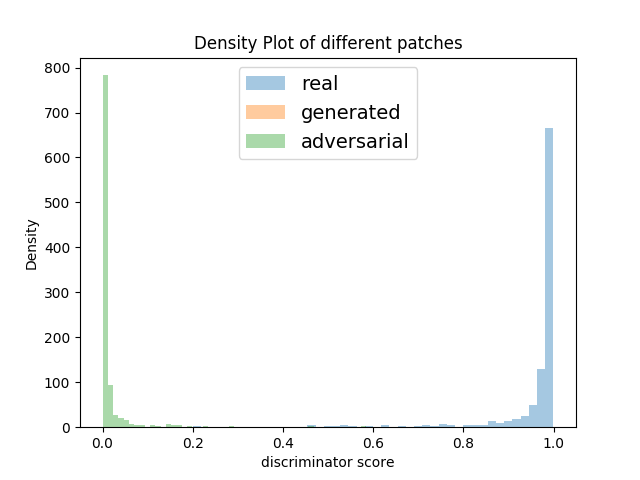 Density Plot of different patches
real
generated
adversarial
Density
800
700
600
500
400
300
200
100
0
0.0 0.2 0.4 0.6 0.8 1.0
discriminator score